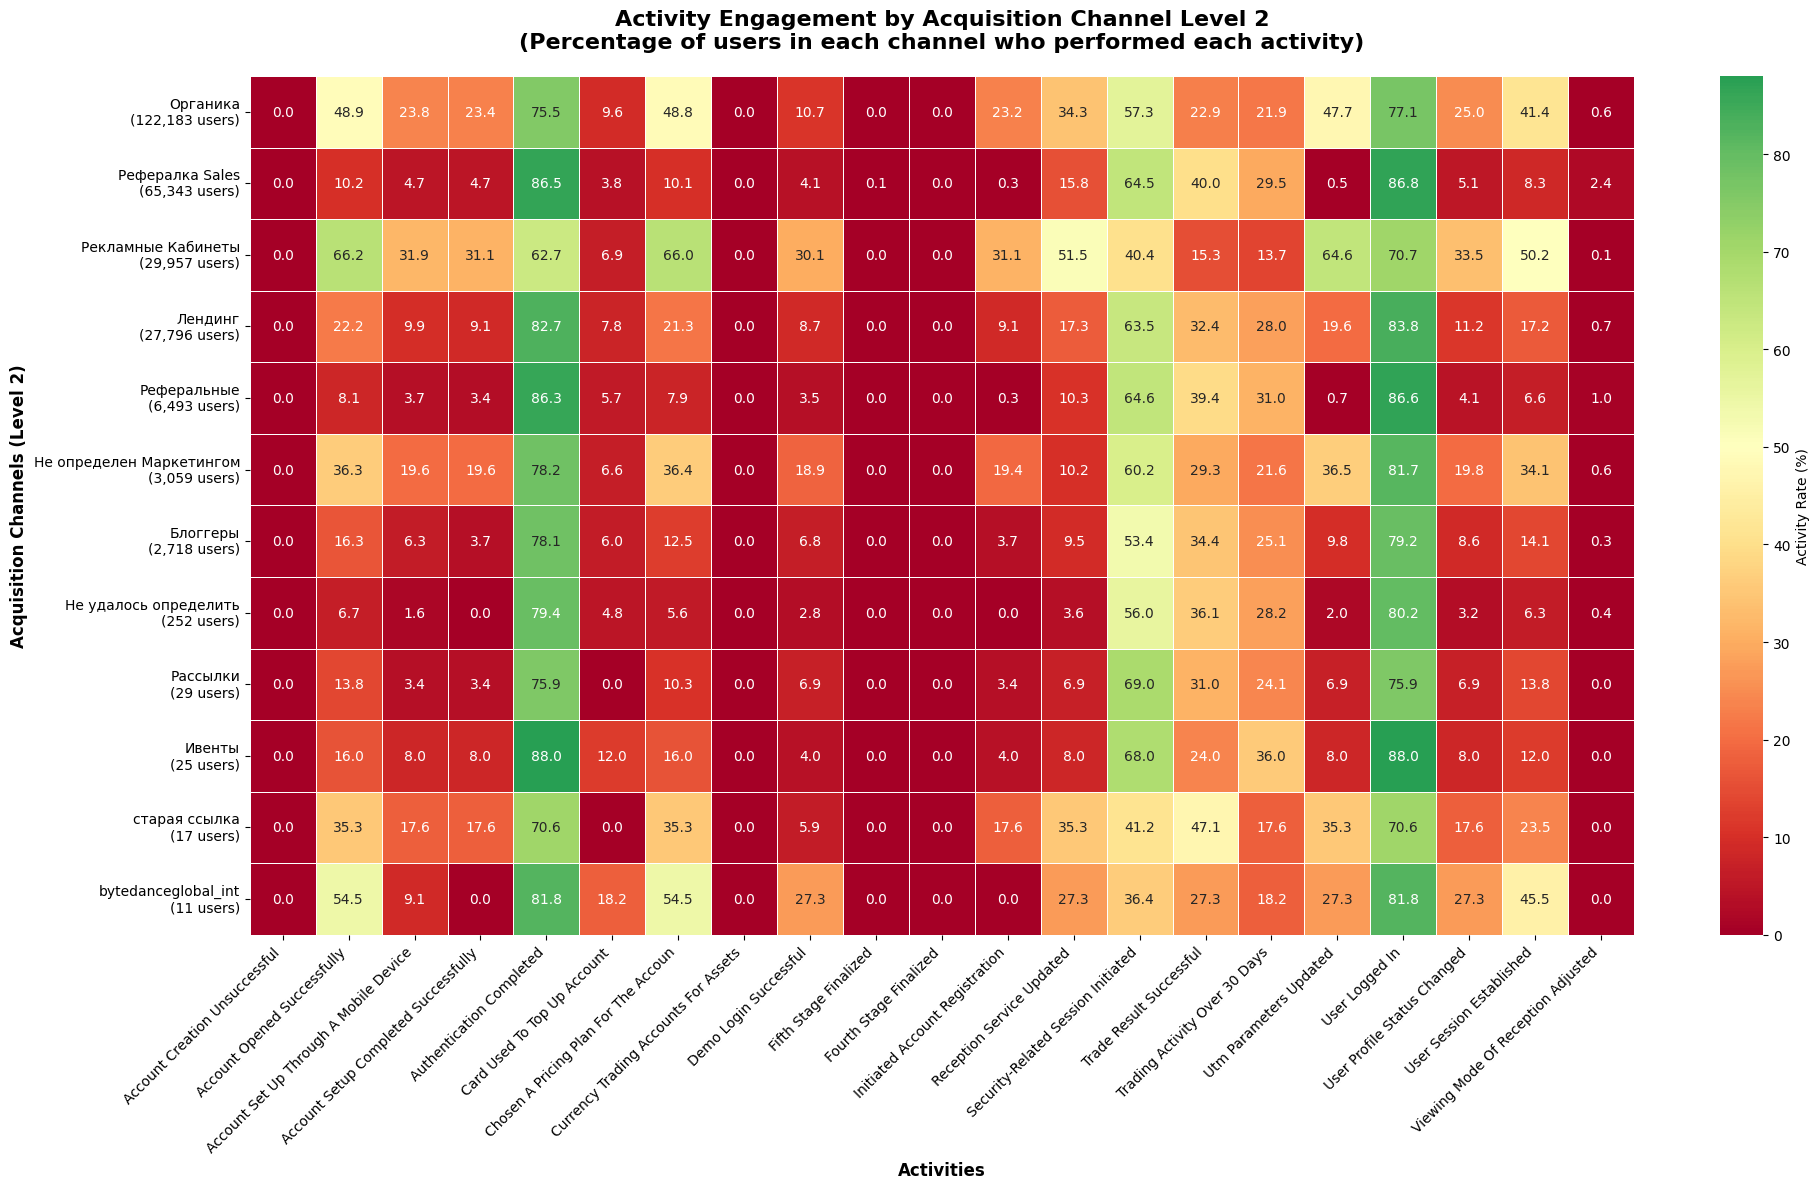 Activity Engagement by Acquisition Channel Level 2
(Percentage of users in each channel who performed each activity)
Acquisition Channels (Level 2)
Органика
(122,183 users)
0.0 48.9 23.8 23.4 75.5 9.6 48.8 0.0 10.7 0.0 0.0 23.2 34.3 57.3 22.9 21.9 47.7 77.1 25.0 41.4 0.6
Рефералка Sales
(65,343 users)
0.0 10.2 4.7 4.7 86.5 3.8 10.1 0.0 4.1 0.1 0.0 0.3 15.8 64.5 40.0 29.5 0.5 86.8 5.1 8.3 2.4
Рекламные Кабинеты
(29,957 users)
0.0 66.2 31.9 31.1 62.7 6.9 66.0 0.0 30.1 0.0 0.0 31.1 51.5 40.4 15.3 13.7 64.6 70.7 33.5 50.2 0.1
Лендинг
(27,796 users)
0.0 22.2 9.9 9.1 82.7 7.8 21.3 0.0 8.7 0.0 0.0 9.1 17.3 63.5 32.4 28.0 19.6 83.8 11.2 17.2 0.7
Реферальные
(6,493 users)
0.0 8.1 3.7 3.4 86.3 5.7 7.9 0.0 3.5 0.0 0.0 0.3 10.3 64.6 39.4 31.0 0.7 86.6 4.1 6.6 1.0
Не определен Маркетингом
(3,059 users)
0.0 36.3 19.6 19.6 78.2 6.6 36.4 0.0 18.9 0.0 0.0 19.4 10.2 60.2 29.3 21.6 36.5 81.7 19.8 34.1 0.6
Блоггеры
(2,718 users)
0.0 16.3 6.3 3.7 78.1 6.0 12.5 0.0 6.8 0.0 0.0 3.7 9.5 53.4 34.4 25.1 9.8 79.2 8.6 14.1 0.3
Не удалось определить
(252 users)
0.0 6.7 1.6 0.0 79.4 4.8 5.6 0.0 2.8 0.0 0.0 0.0 3.6 56.0 36.1 28.2 2.0 80.2 3.2 6.3 0.4
Рассылки
(29 users)
0.0 13.8 3.4 3.4 75.9 0.0 10.3 0.0 6.9 0.0 0.0 3.4 6.9 69.0 31.0 24.1 6.9 75.9 6.9 13.8 0.0
Ивенты
(25 users)
0.0 16.0 8.0 8.0 88.0 12.0 16.0 0.0 4.0 0.0 0.0 4.0 8.0 68.0 24.0 36.0 8.0 88.0 8.0 12.0 0.0
старая ссылка
(17 users)
0.0 35.3 17.6 17.6 70.6 0.0 35.3 0.0 5.9 0.0 0.0 17.6 35.3 41.2 47.1 17.6 35.3 70.6 17.6 23.5 0.0
bytedanceglobal_int
(11 users)
0.0 54.5 9.1 0.0 81.8 18.2 54.5 0.0 27.3 0.0 0.0 0.0 27.3 36.4 27.3 18.2 27.3 81.8 27.3 45.5 0.0
Account Creation Unsuccessful
Account Opened Successfully
Account Set Up Through A Mobile Device
Account Setup Completed Successfully
Authentication Completed
Card Used To Top Up Account
Chosen A Pricing Plan For The Accoun
Currency Trading Accounts For Assets
Demo Login Successful
Fifth Stage Finalized
Fourth Stage Finalized
Initiated Account Registration
Reception Service Updated
Security-Related Session Initiated
Trade Result Successful
Trading Activity Over 30 Days
Utm Parameters Updated
User Logged In
User Profile Status Changed
User Session Established
Viewing Mode Of Reception Adjusted
Activities
80
70
60
50
40
30
20
10
0
Activity Rate (%)